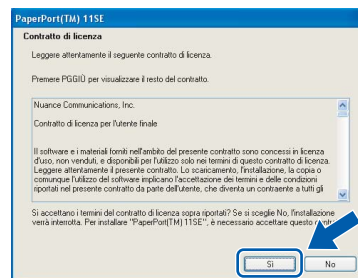 PaperPort(TM) 11SE
Contratto di licenza
Leggere attentamente il seguente contratto di licenza.
Premere PGGIÙ per visualizzare il resto del contratto.
Nuance Communications, Inc.
Contratto di licenza per l'utente finale
Il software e i materiali forniti nell'ambito del presente contratto sono concessi in licenza
d'uso, non venduti, e disponibili per l'utilizzo solo nei termini di questo contratto di licenza.
Leggere attentamente il presente contratto. Lo scaricamento, l'installazione, la copia o
comunque l'utilizzo del software implicano l'accettazione dei termini e delle condizioni
riportati nel presente contratto da parte dell'utente, che diventa un contraente a tutti gli
Si accettano i termini del contratto di licenza sopra riportati? Se si sceglie No, l'installazione
verrà interrotta. Per installare "PaperPort(TM) 11SE", è necessario accettare questo
Sì
No